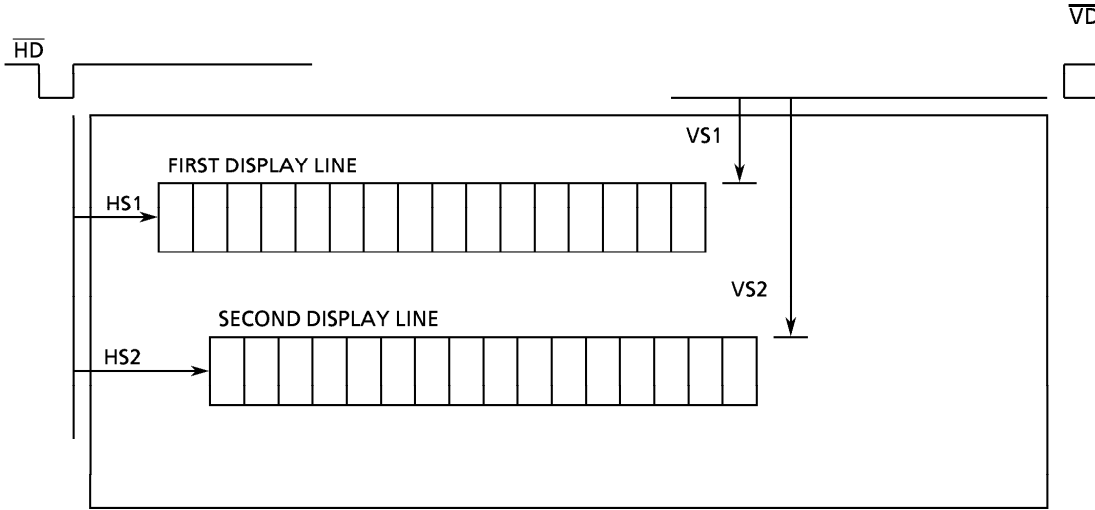 VD
HD
VS1
FIRST DISPLAY LINE
HS1
VS2
SECOND DISPLAY LINE
HS2